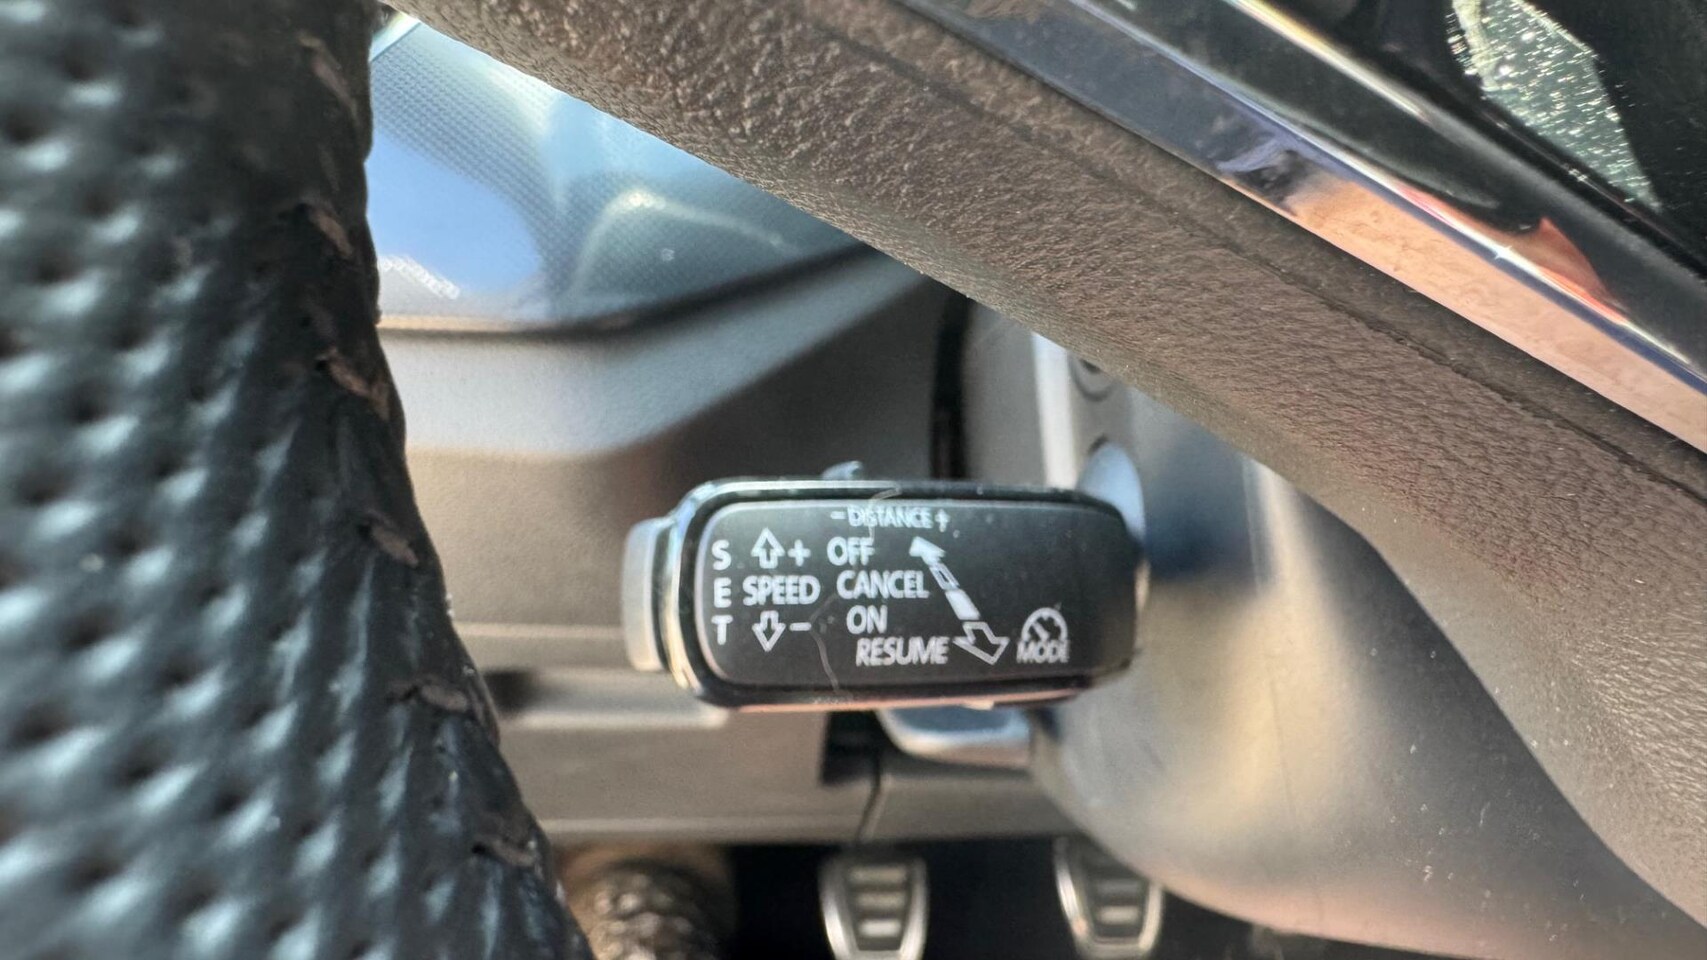 - DISTANCE +
S + OFF
E SPEED CANCEL
T - ON
RESUME MODE